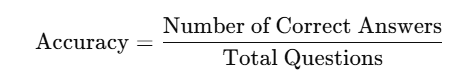 Accuracy = Number of Correct Answers / Total Questions